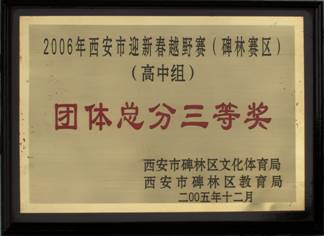 2006年西安市迎新春越野赛（碑林赛区）
（高中组）
团体总分三等奖
西安市碑林区文化体育局
西安市碑林区教育局
二00五年十二月